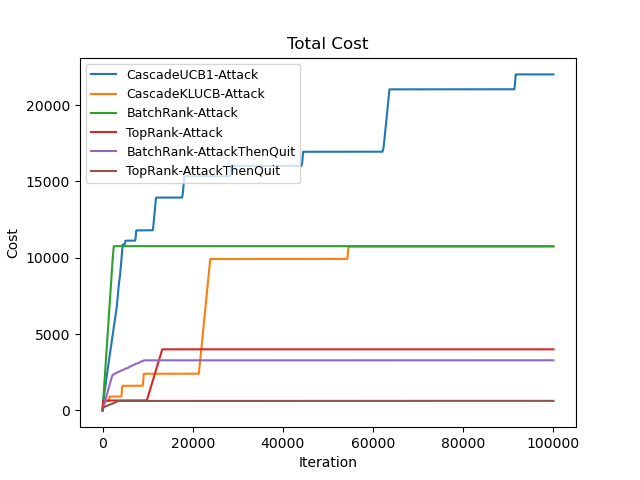 Total Cost
CascadeUCB1-Attack
CascadeKLUCB-Attack
BatchRank-Attack
TopRank-Attack
BatchRank-AttackThenQuit
TopRank-AttackThenQuit
Cost
20000
15000
10000
5000
0
0 20000 40000 60000 80000 100000
Iteration